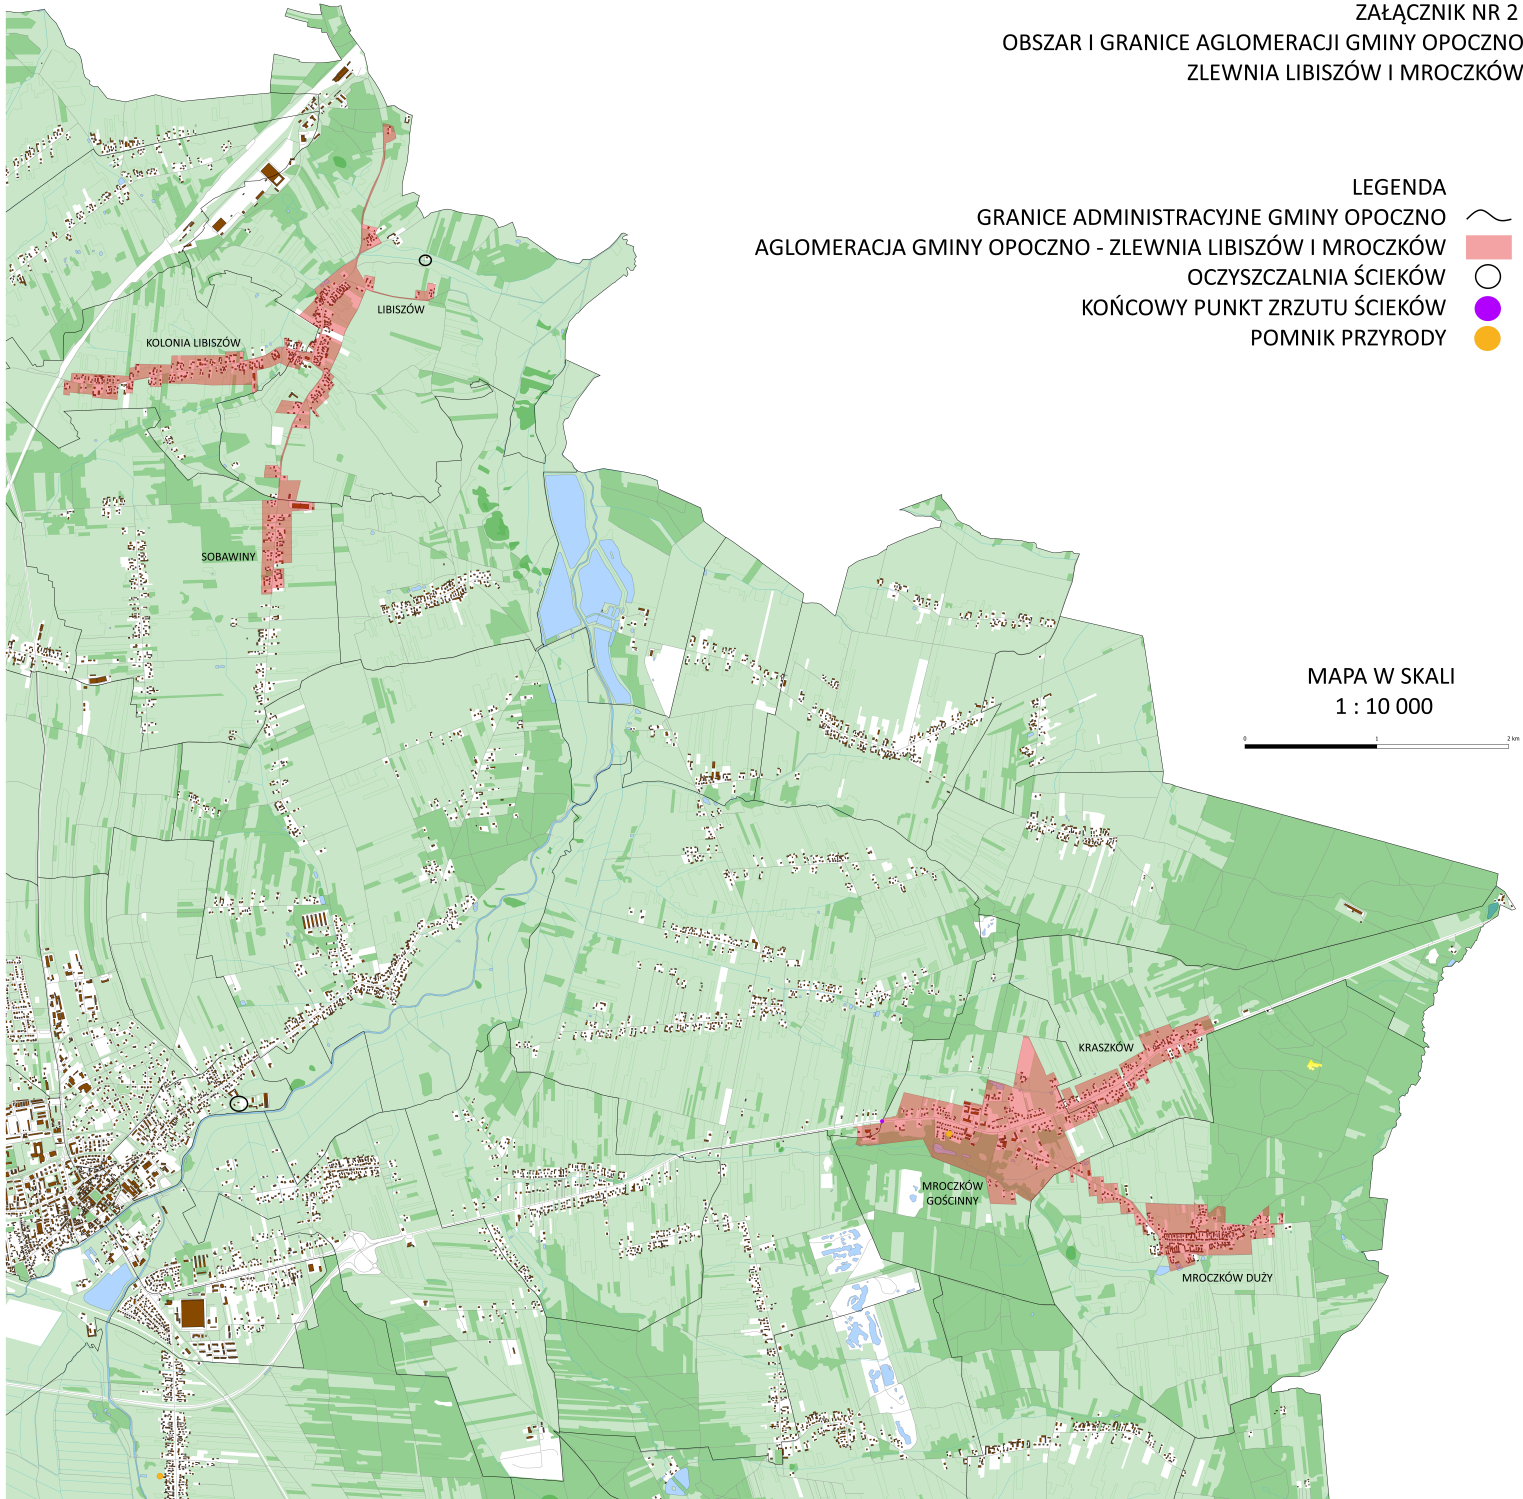 ZAŁĄCZNIK NR 2
OBSZAR I GRANICE AGLOMERACJI GMINY OPOCZNO
ZLEWNIA LIBISZÓW I MROCZKÓW
LEGENDA
GRANICE ADMINISTRACYJNE GMINY OPOCZNO
AGLOMERACJA GMINY OPOCZNO - ZLEWNIA LIBISZÓW I MROCZKÓW
OCZYSZCZALNIA ŚCIEKÓW
KOŃCOWY PUNKT ZRZUTU ŚCIEKÓW
POMNIK PRZYRODY
LIBISZÓW
KOLONIA LIBISZÓW
SOBAWINY
MAPA W SKALI
1 : 10 000
0 1 2 km
KRASZKÓW
MROCZKÓW
GOŚCINNY
MROCZKÓW DUŻY